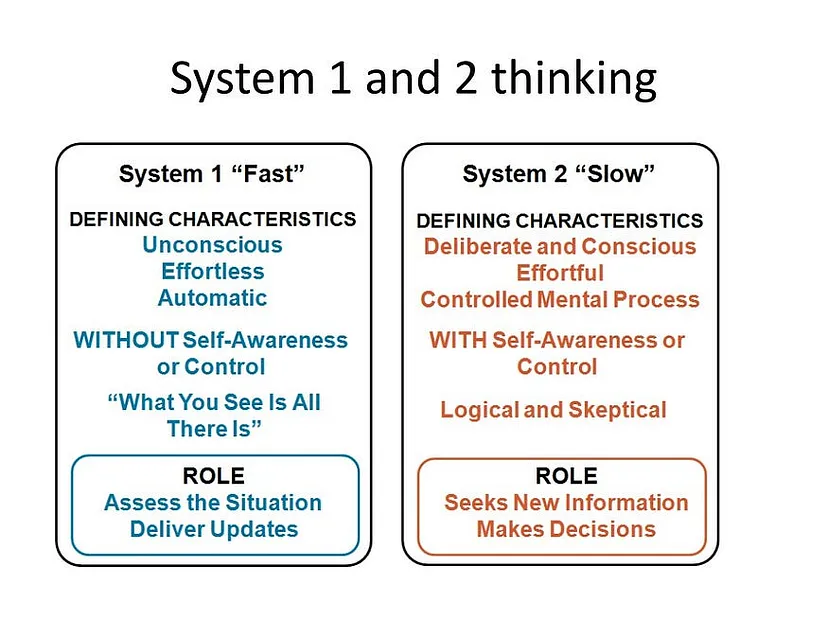 System 1 and 2 thinking
System 1 “Fast”
DEFINING CHARACTERISTICS
Unconscious
Effortless
Automatic
WITHOUT Self-Awareness
or Control
“What You See Is All
There Is”
ROLE
Assess the Situation
Deliver Updates
System 2 “Slow”
DEFINING CHARACTERISTICS
Deliberate and Conscious
Effortful
Controlled Mental Process
WITH Self-Awareness or
Control
Logical and Skeptical
ROLE
Seeks New Information
Makes Decisions